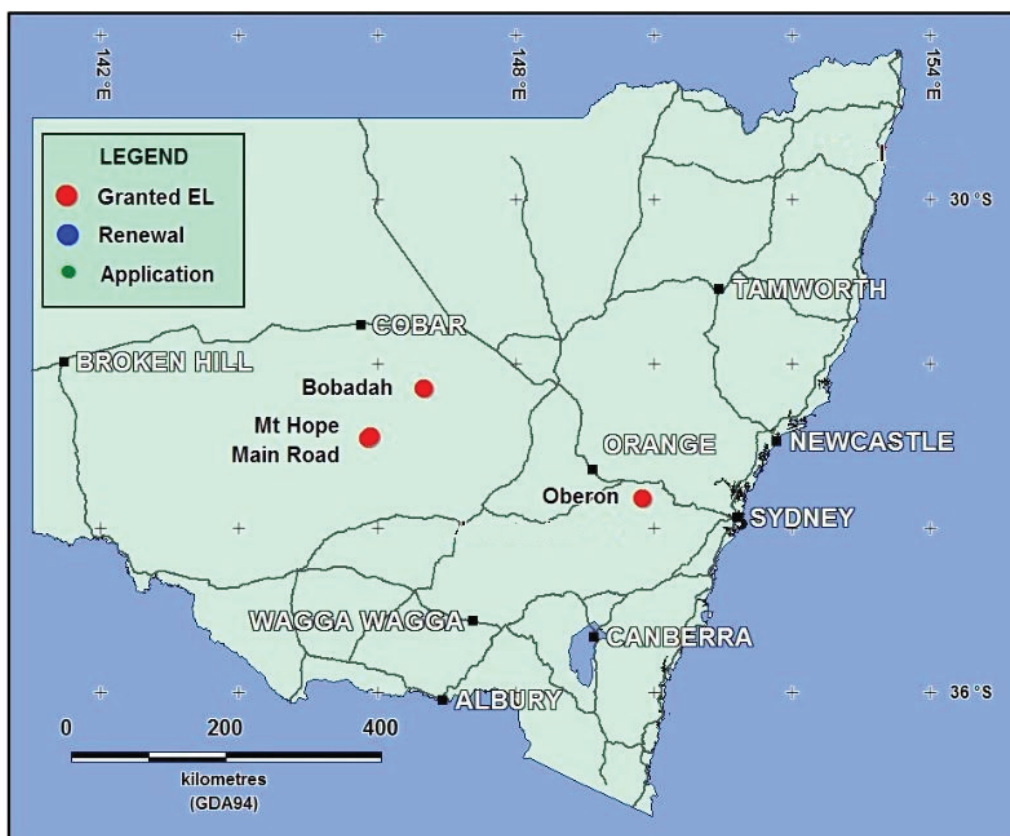 142 °E
148 °E
154 °E
LEGEND
Granted EL
Renewal
Application
30 °S
TAMWORTH
COBAR
BROKEN HILL
Bobadah
Mt Hope
Main Road
ORANGE
NEWCASTLE
Oberon
SYDNEY
WAGGA WAGGA
CANBERRA
ALBURY
36 °S
0 200 400
kilometres
(GDA94)